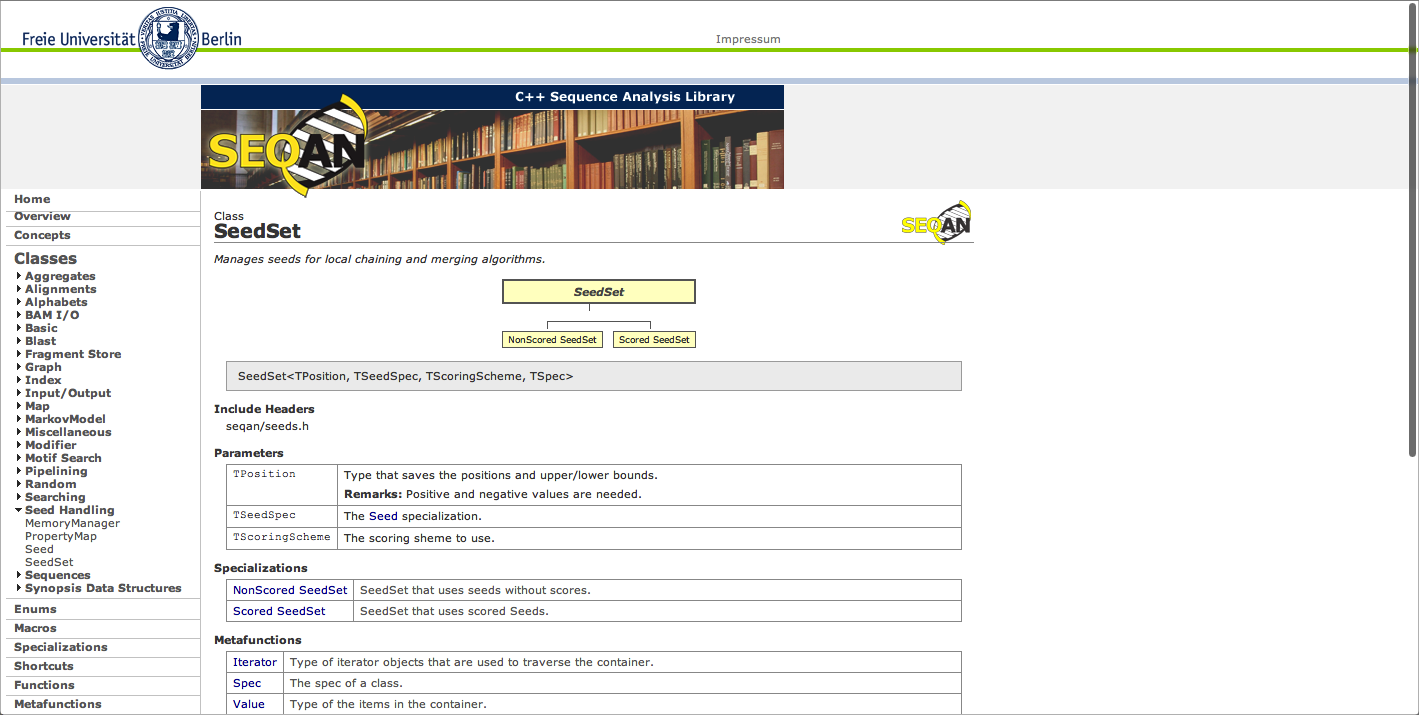 Freie Universität Berlin
Impressum
C++ Sequence Analysis Library
SEQAN
Home
Overview
Concepts
Classes
Aggregates
Alignments
Alphabets
BAM I/O
Basic
Blast
Fragment Store
Graph
Index
Input/Output
Map
MarkovModel
Miscellaneous
Modifier
Motif Search
Pipelining
Random
Searching
Seed Handling
MemoryManager
PropertyMap
Seed
SeedSet
Sequences
Synopsis Data Structures
Enums
Macros
Specializations
Shortcuts
Functions
Metafunctions
Class
SeedSet
SEQAN
Manages seeds for local chaining and merging algorithms.
SeedSet
NonScored SeedSet Scored SeedSet
SeedSet<TPosition, TSeedSpec, TScoringScheme, TSpec>
Include Headers
seqan/seeds.h
Parameters
TPosition Type that saves the positions and upper/lower bounds.
Remarks: Positive and negative values are needed.
TSeedSpec The Seed specialization.
TScoringScheme The scoring sheme to use.
Specializations
NonScored SeedSet SeedSet that uses seeds without scores.
Scored SeedSet SeedSet that uses scored Seeds.
Metafunctions
Iterator Type of iterator objects that are used to traverse the container.
Spec The spec of a class.
Value Type of the items in the container.